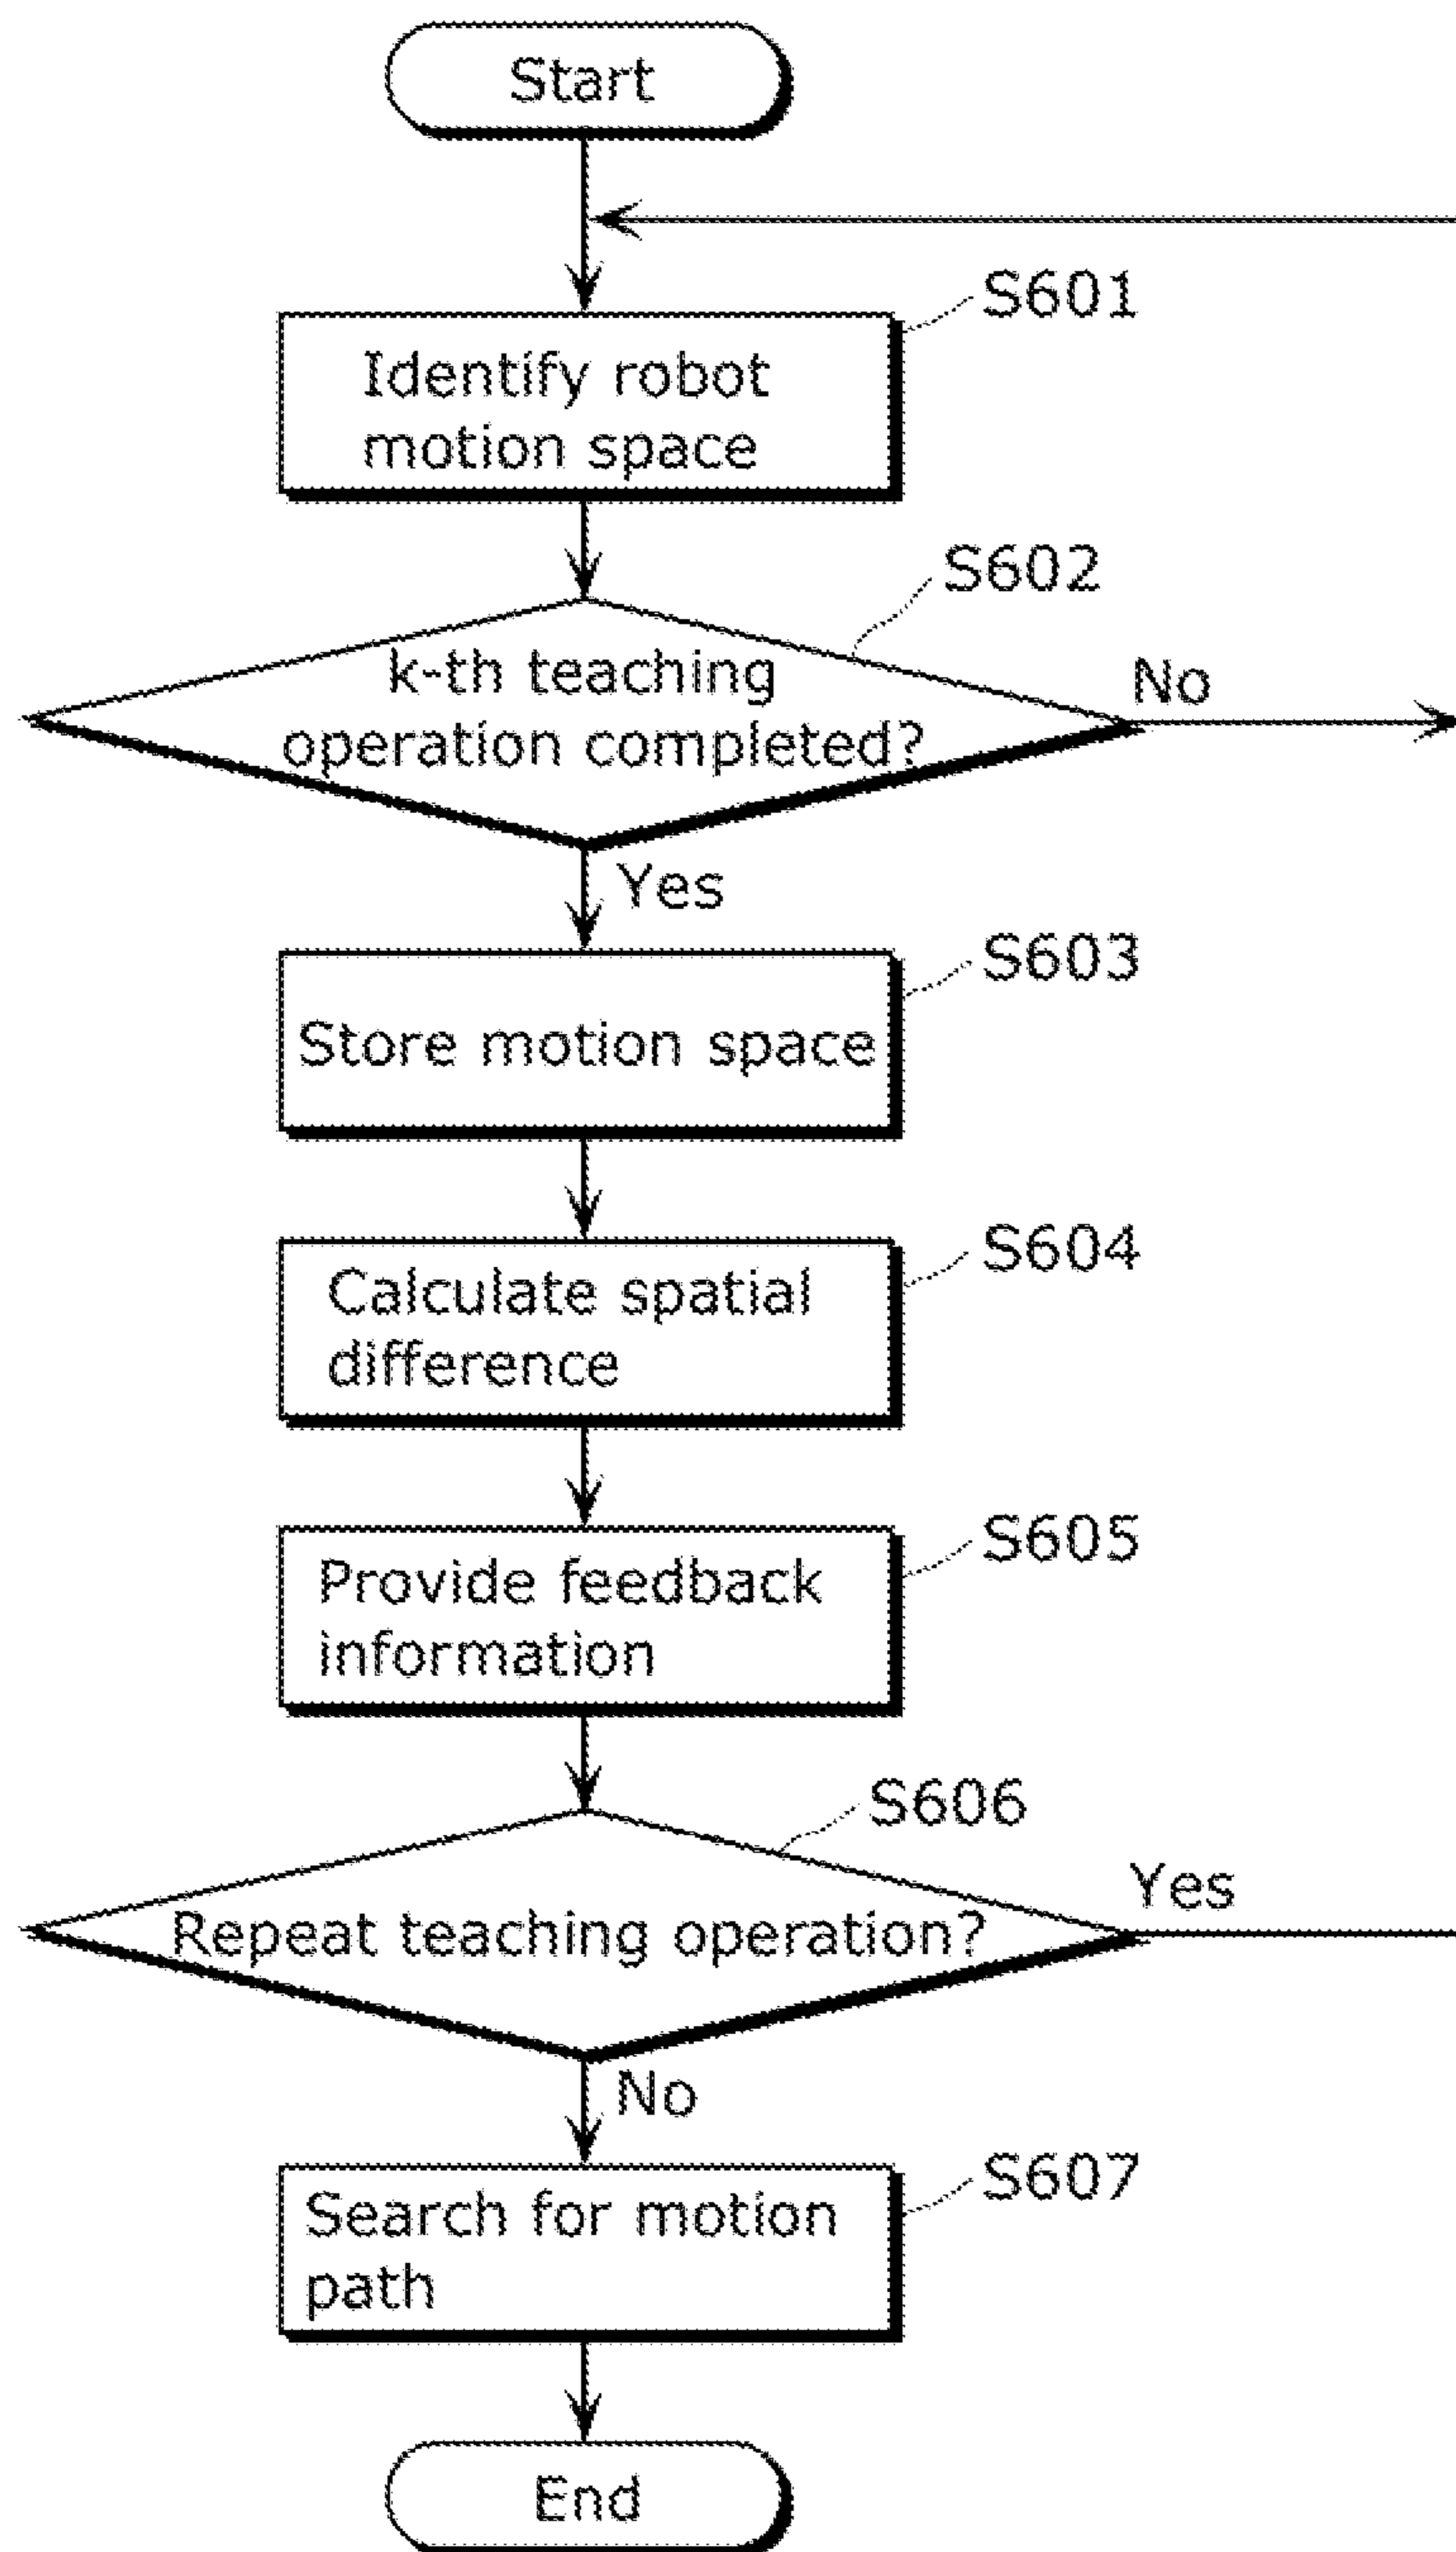 Start
S601
Identify robot
motion space
S602
k-th teaching
operation completed?
No
Yes
S603
Store motion space
S604
Calculate spatial
difference
S605
Provide feedback
information
S606
Repeat teaching operation?
Yes
No
S607
Search for motion
path
End